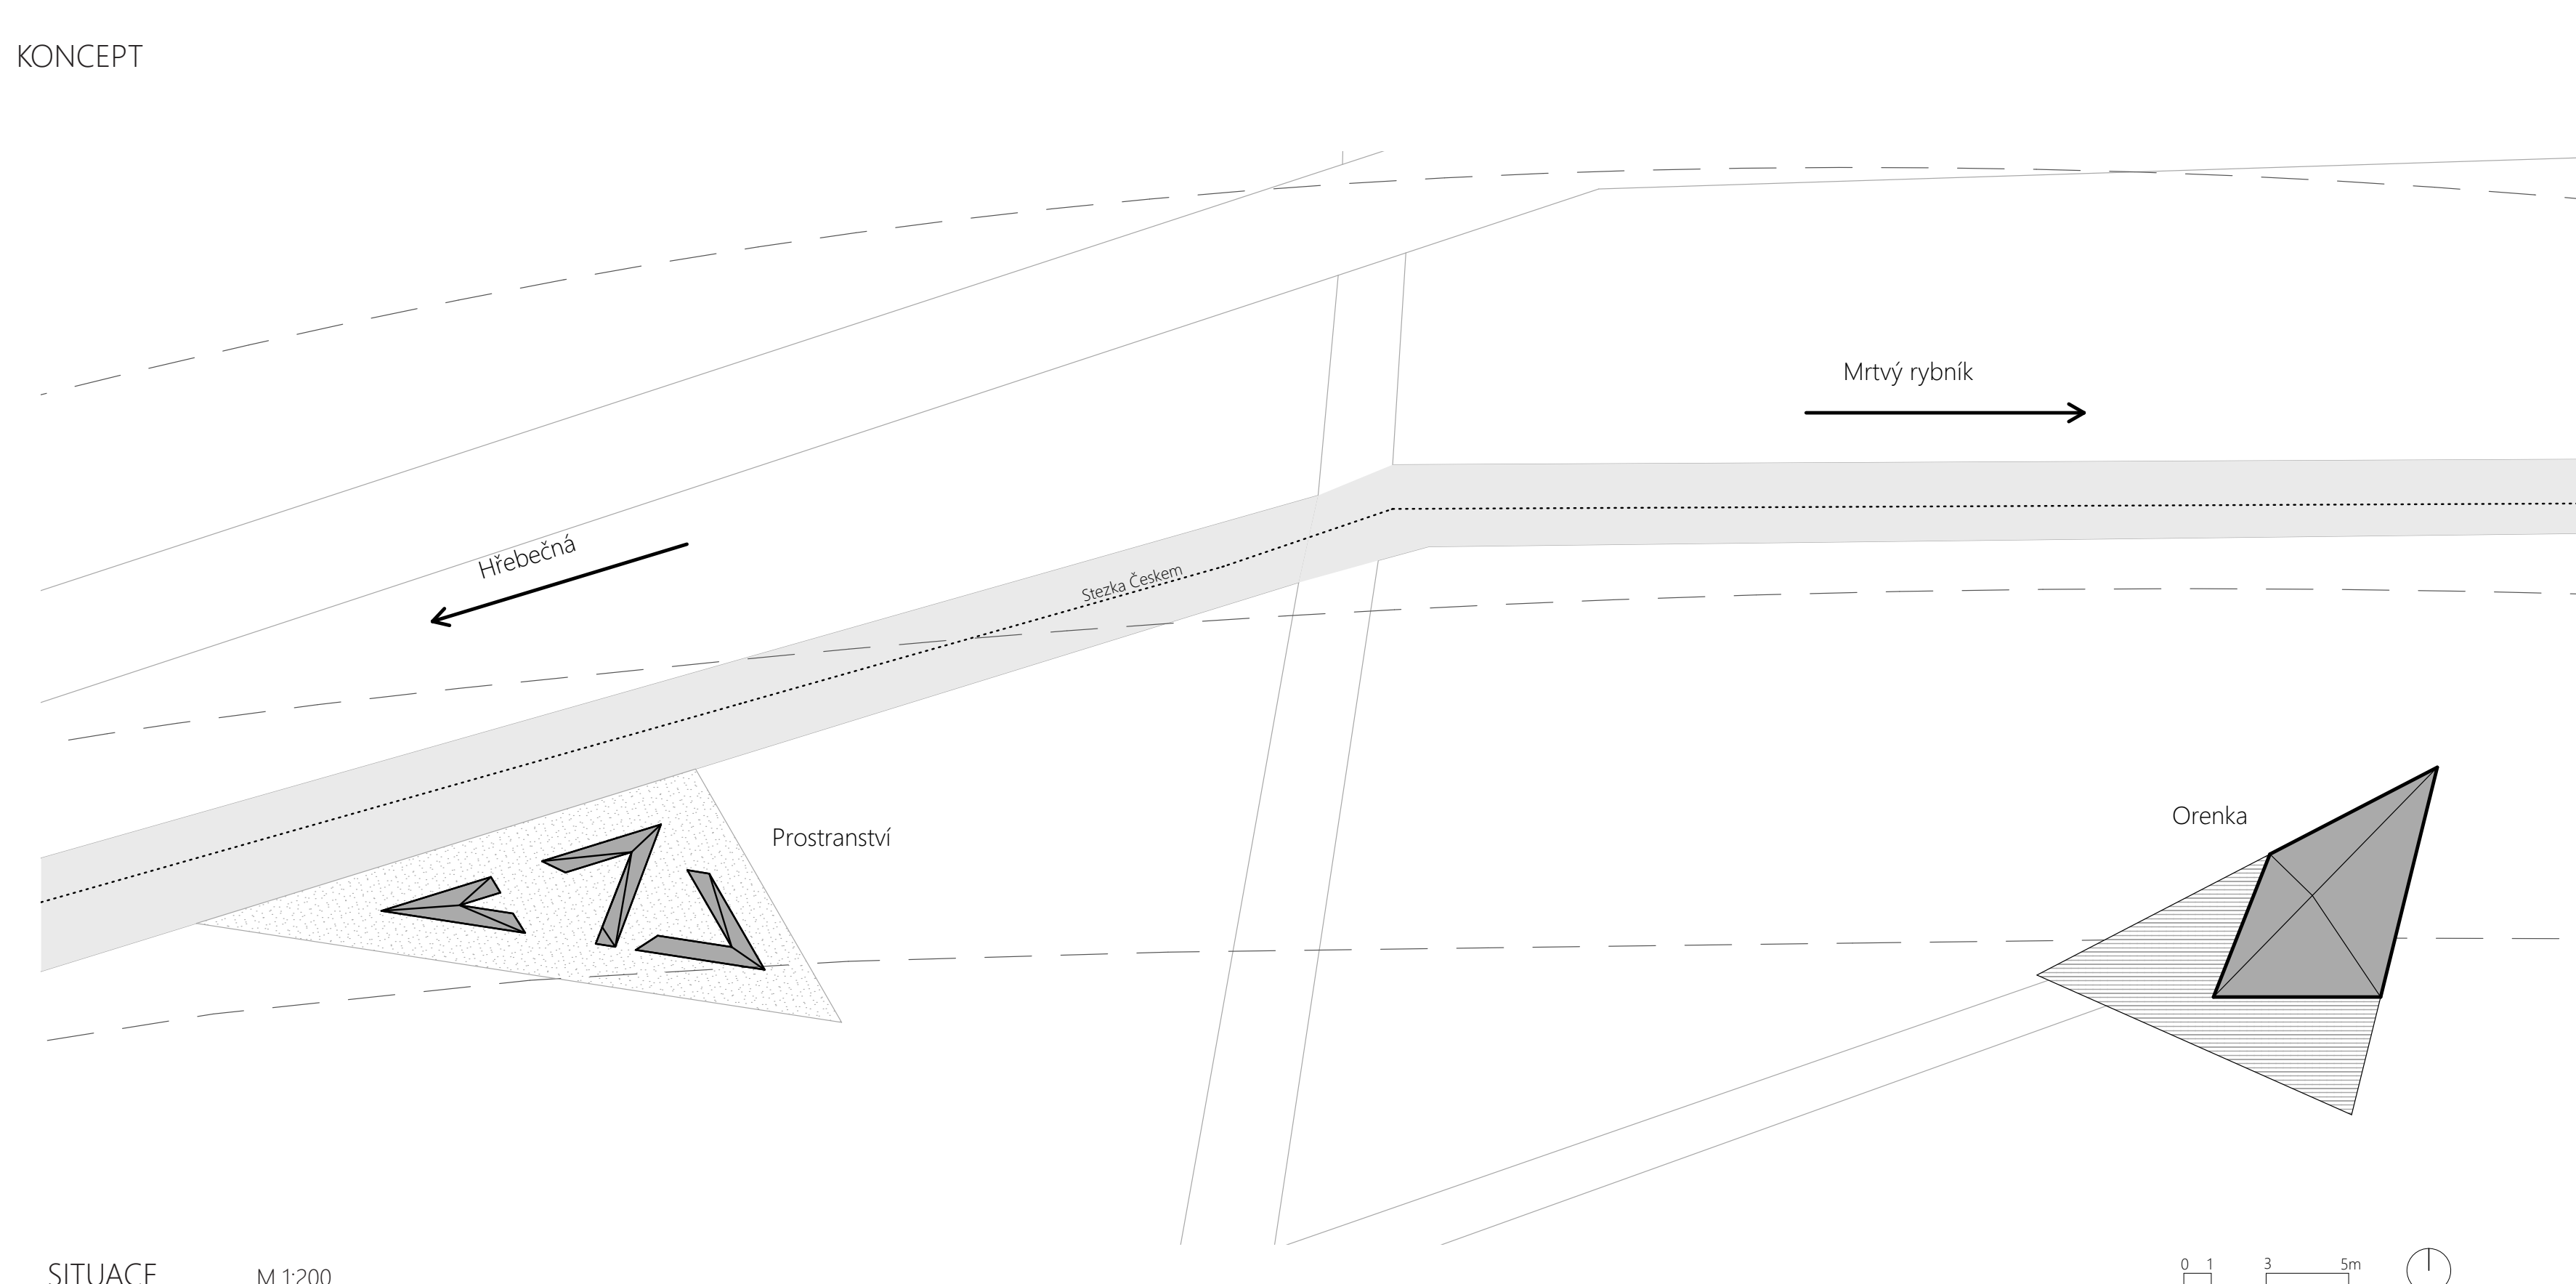 KONCEPT
Mrtvý rybník
Hřebečná
Stezka Českem
Orenka
Prostranství
SITUACE
M 1:200
0 1 3 5m